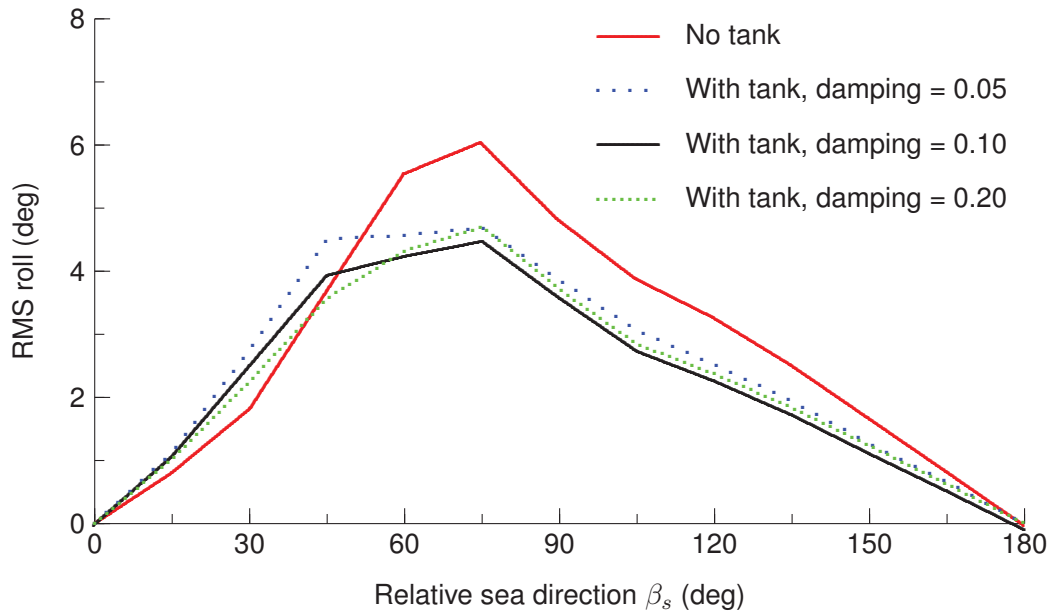 8
6
4
2
0
RMS roll (deg)
No tank
With tank, damping = 0.05
With tank, damping = 0.10
With tank, damping = 0.20
0 30 60 90 120 150 180
Relative sea direction βₛ (deg)